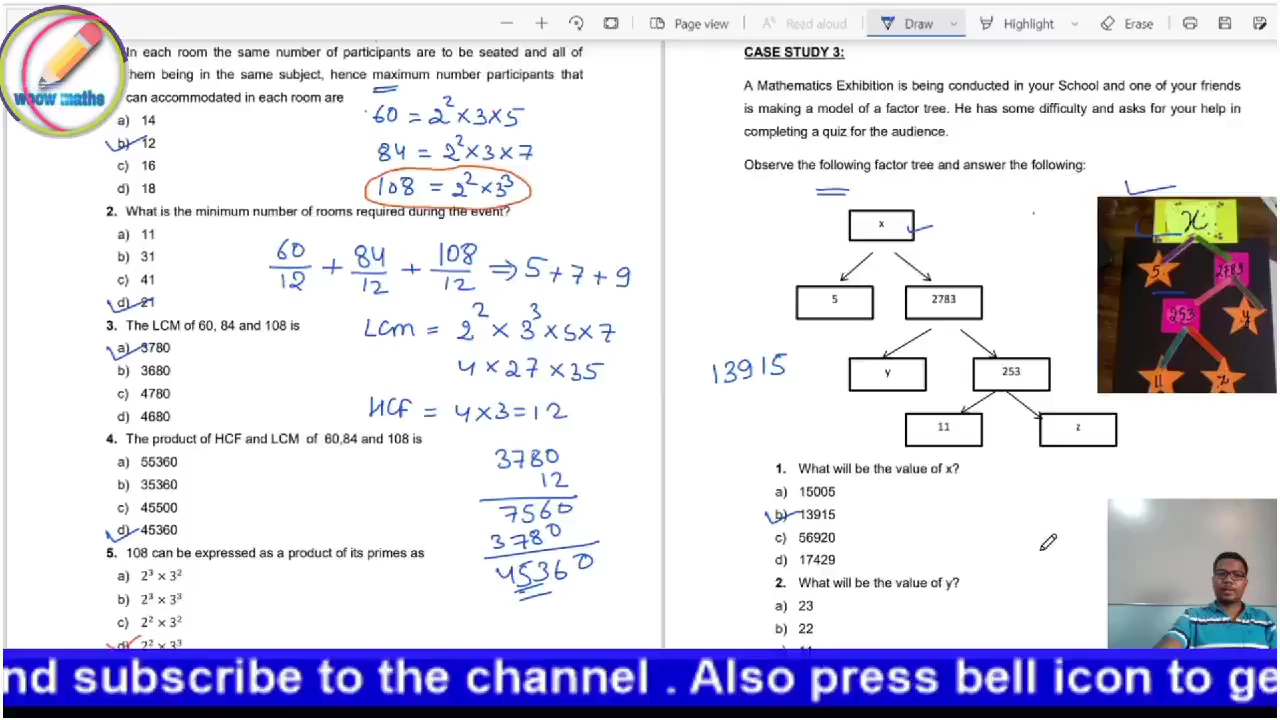 Page view
Read aloud
Draw
Highlight
Erase
woow maths
In each room the same number of participants are to be seated and all of
them being in the same subject, hence maximum number participants that
can accommodated in each room are
a) 14
b) 12
c) 16
d) 18
60 = 2² × 3 × 5
84 = 2² × 3 × 7
108 = 2² × 3³
2. What is the minimum number of rooms required during the event?
a) 11
b) 31
c) 41
d) 21
60/12 + 84/12 + 108/12 ⇒ 5 + 7 + 9
3. The LCM of 60, 84 and 108 is
a) 3780
b) 3680
c) 4780
d) 4680
LCM = 2² × 3³ × 5 × 7
4 × 27 × 35
HCF = 4 × 3 = 12
4. The product of HCF and LCM of 60,84 and 108 is
a) 55360
b) 35360
c) 45500
d) 45360
3780
12
7560
3780
45360
5. 108 can be expressed as a product of its primes as
a) 2³ × 3²
b) 2³ × 3³
c) 2² × 3²
d) 2² × 3³
CASE STUDY 3:
A Mathematics Exhibition is being conducted in your School and one of your friends
is making a model of a factor tree. He has some difficulty and asks for your help in
completing a quiz for the audience.
Observe the following factor tree and answer the following:
x
5 2783
y 253
11 z
13915
x
5 2783
253 y
11 z
1. What will be the value of x?
a) 15005
b) 13915
c) 56920
d) 17429
2. What will be the value of y?
a) 23
b) 22
nd subscribe to the channel . Also press bell icon to ge